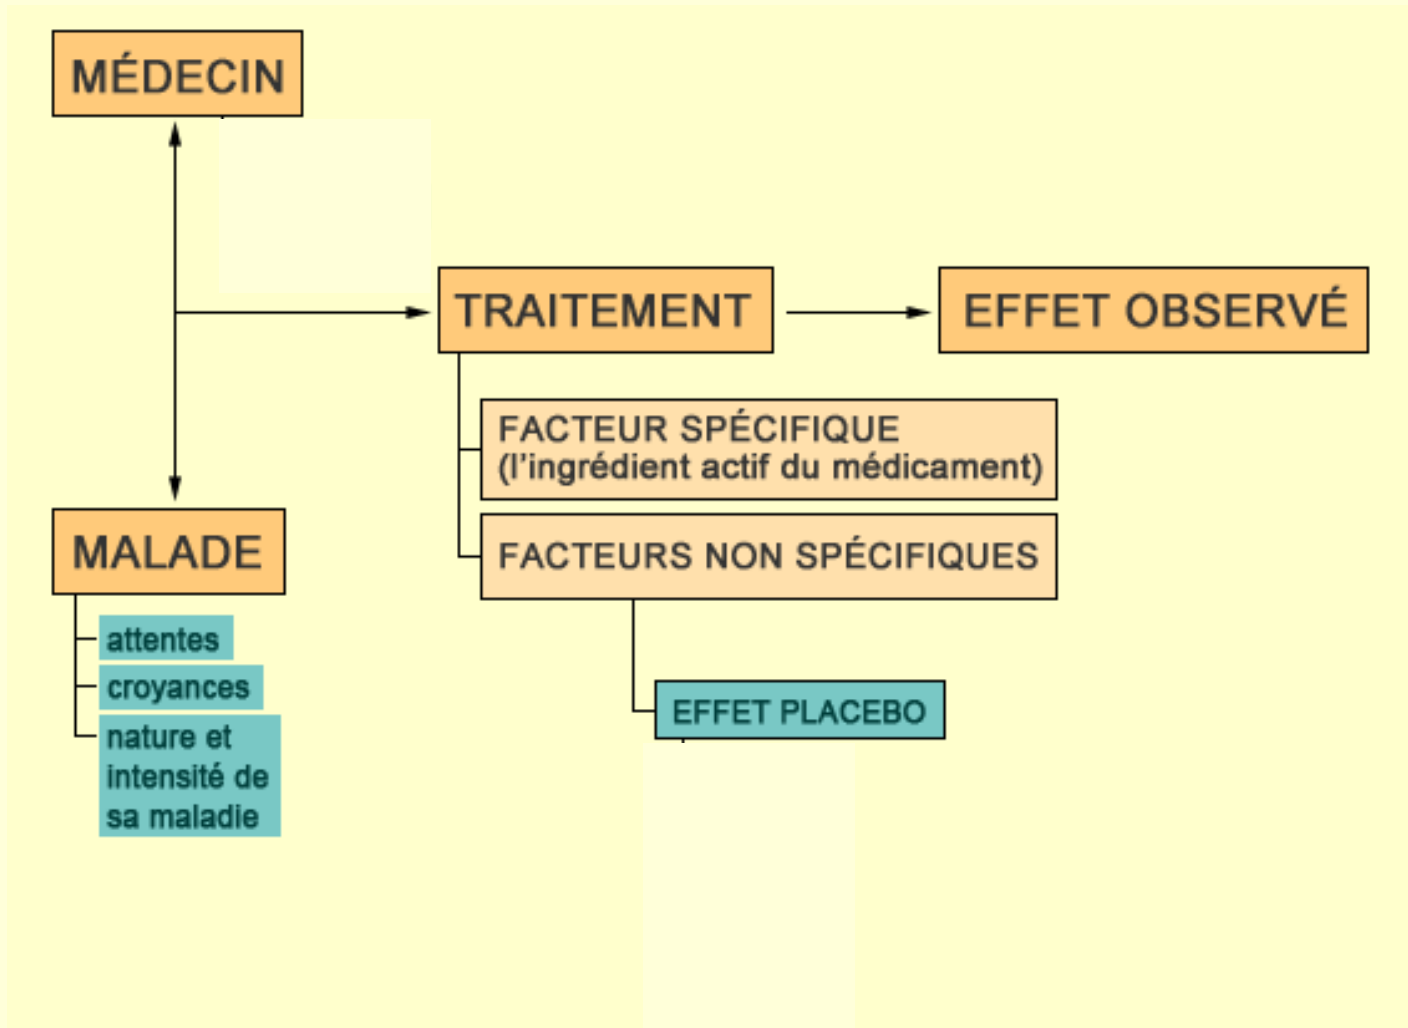 MÉDECIN
TRAITEMENT
EFFET OBSERVÉ
FACTEUR SPÉCIFIQUE
(l'ingrédient actif du médicament)
FACTEURS NON SPÉCIFIQUES
EFFET PLACEBO
MALADE
attentes
croyances
nature et
intensité de
sa maladie